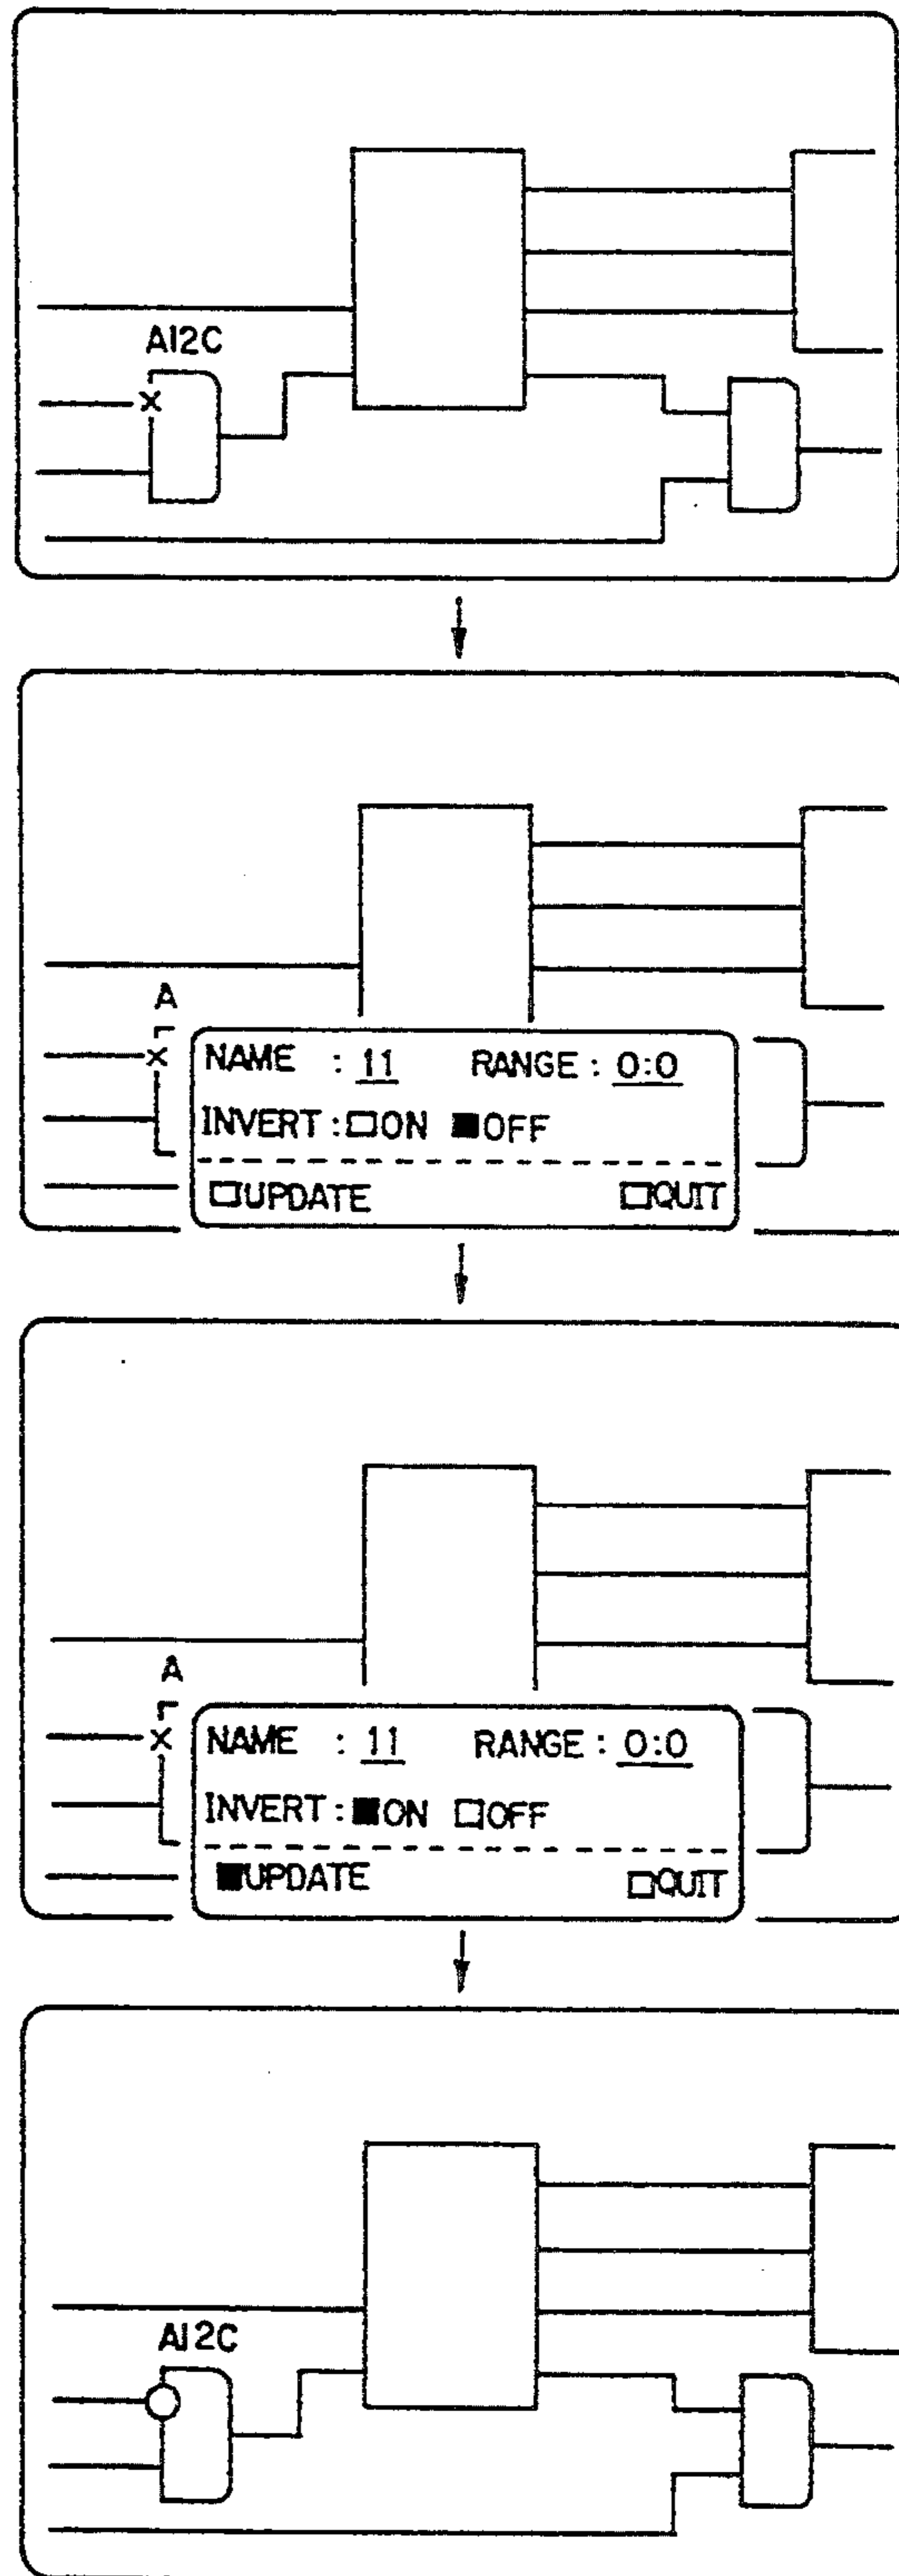 AI2C
A
NAME : 11 RANGE : 0:0
INVERT : □ON ■OFF
□UPDATE □QUIT
A
NAME : 11 RANGE : 0:0
INVERT : ■ON □OFF
■UPDATE □QUIT
AI2C